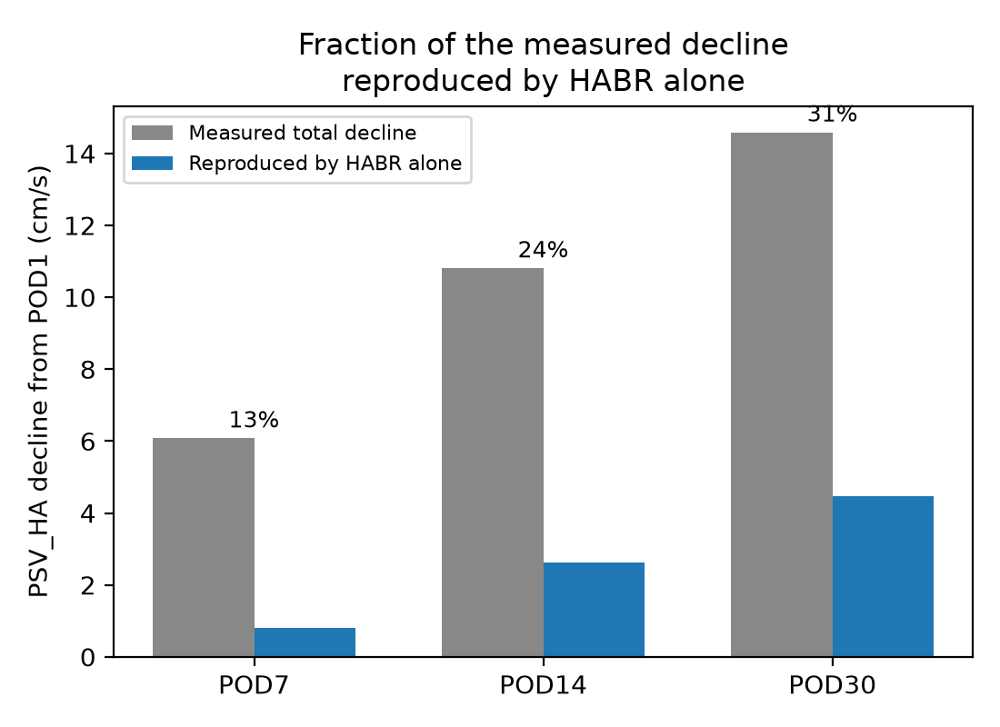 Fraction of the measured decline
reproduced by HABR alone
Measured total decline
Reproduced by HABR alone
PSV_HA decline from POD1 (cm/s)
14
12
10
8
6
4
2
0
13%
24%
31%
POD7
POD14
POD30